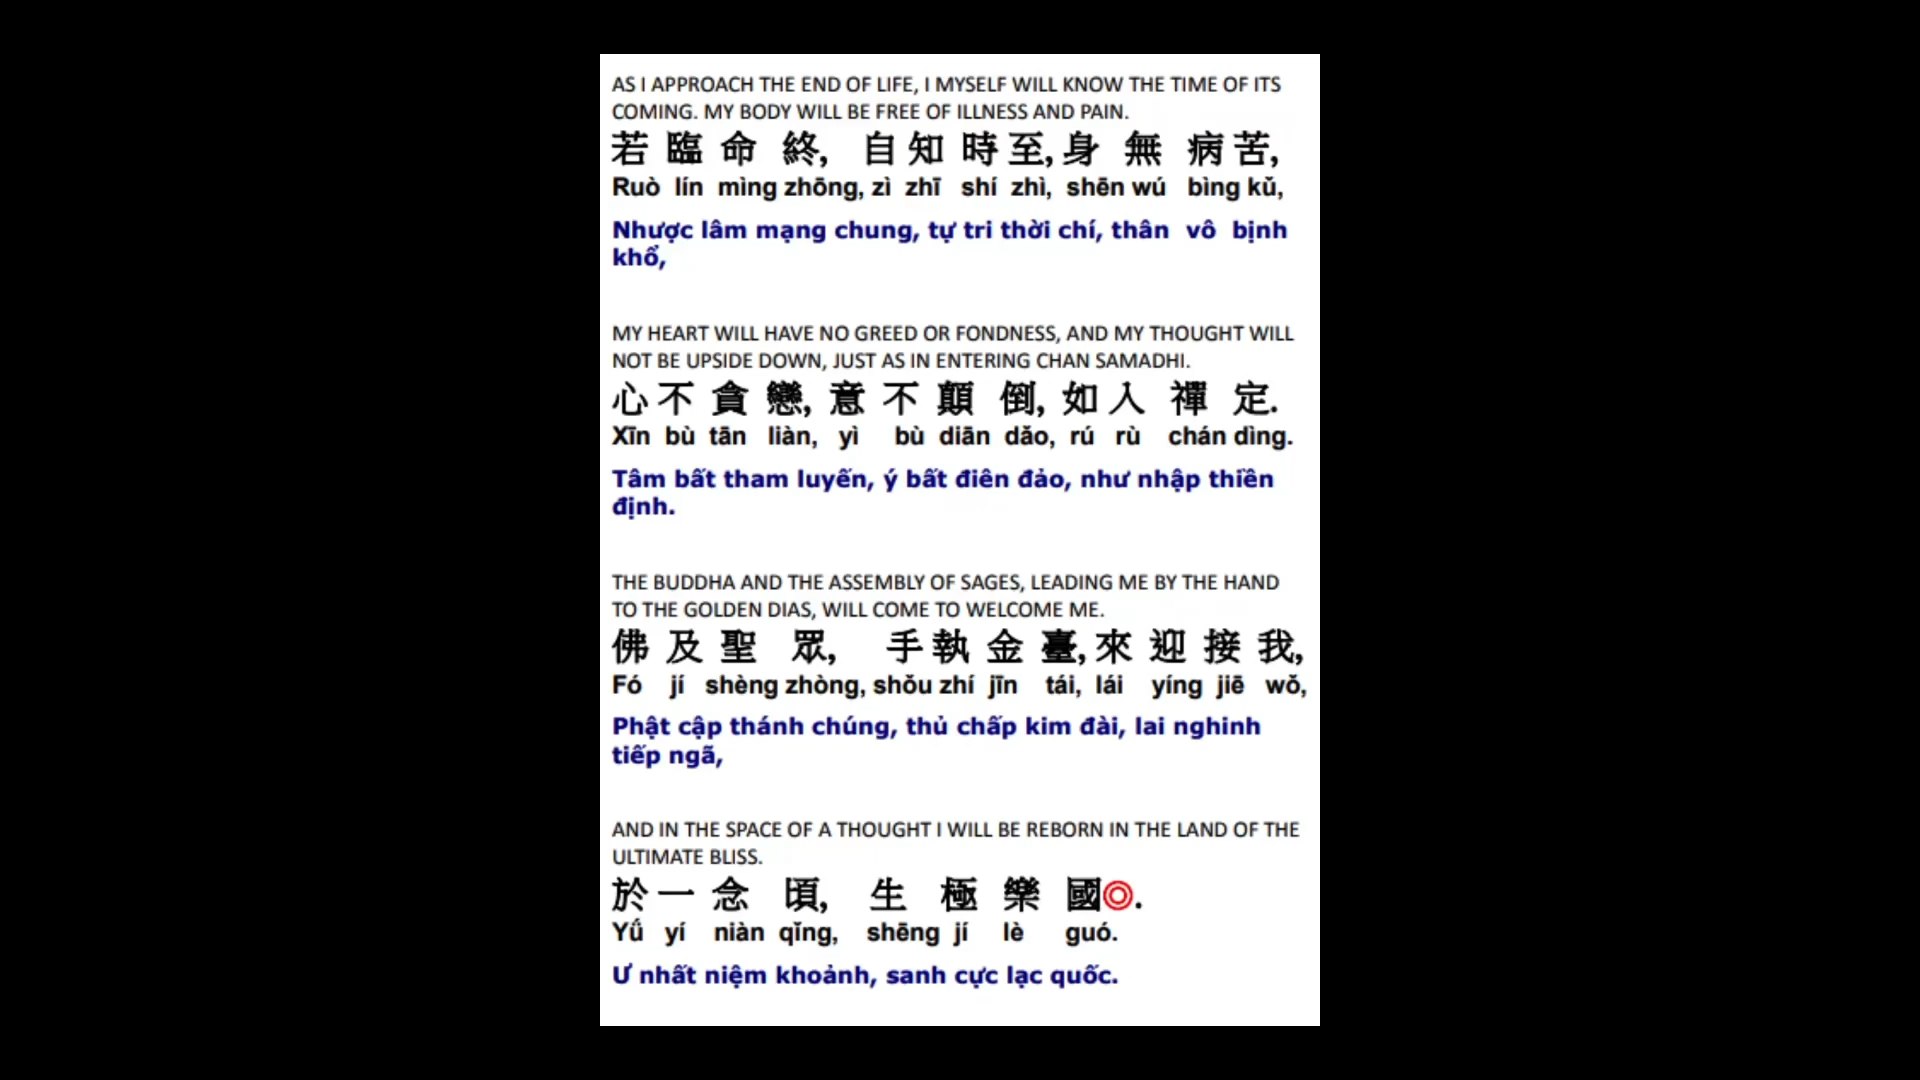 AS I APPROACH THE END OF LIFE, I MYSELF WILL KNOW THE TIME OF ITS
COMING. MY BODY WILL BE FREE OF ILLNESS AND PAIN.
若 臨 命 終, 自 知 時 至, 身 無 病 苦,
Ruò lín mìng zhōng, zì zhī shí zhì, shēn wú bìng kǔ,
Nhược lâm mạng chung, tự tri thời chí, thân vô bịnh
khổ,
MY HEART WILL HAVE NO GREED OR FONDNESS, AND MY THOUGHT WILL
NOT BE UPSIDE DOWN, JUST AS IN ENTERING CHAN SAMADHI.
心 不 貪 戀, 意 不 顛 倒, 如 入 禪 定.
Xīn bù tān liàn, yì bù diān dǎo, rú rù chán dìng.
Tâm bất tham luyến, ý bất điên đảo, như nhập thiền
định.
THE BUDDHA AND THE ASSEMBLY OF SAGES, LEADING ME BY THE HAND
TO THE GOLDEN DIAS, WILL COME TO WELCOME ME.
佛 及 聖 眾, 手 執 金 臺, 來 迎 接 我,
Fó jí shèng zhòng, shǒu zhí jīn tái, lái yíng jiē wǒ,
Phật cập thánh chúng, thủ chấp kim đài, lai nghinh
tiếp ngã,
AND IN THE SPACE OF A THOUGHT I WILL BE REBORN IN THE LAND OF THE
ULTIMATE BLISS.
於 一 念 頃, 生 極 樂 國◎.
Yǘ yí niàn qǐng, shēng jí lè guó.
Ư nhất niệm khoảnh, sanh cực lạc quốc.